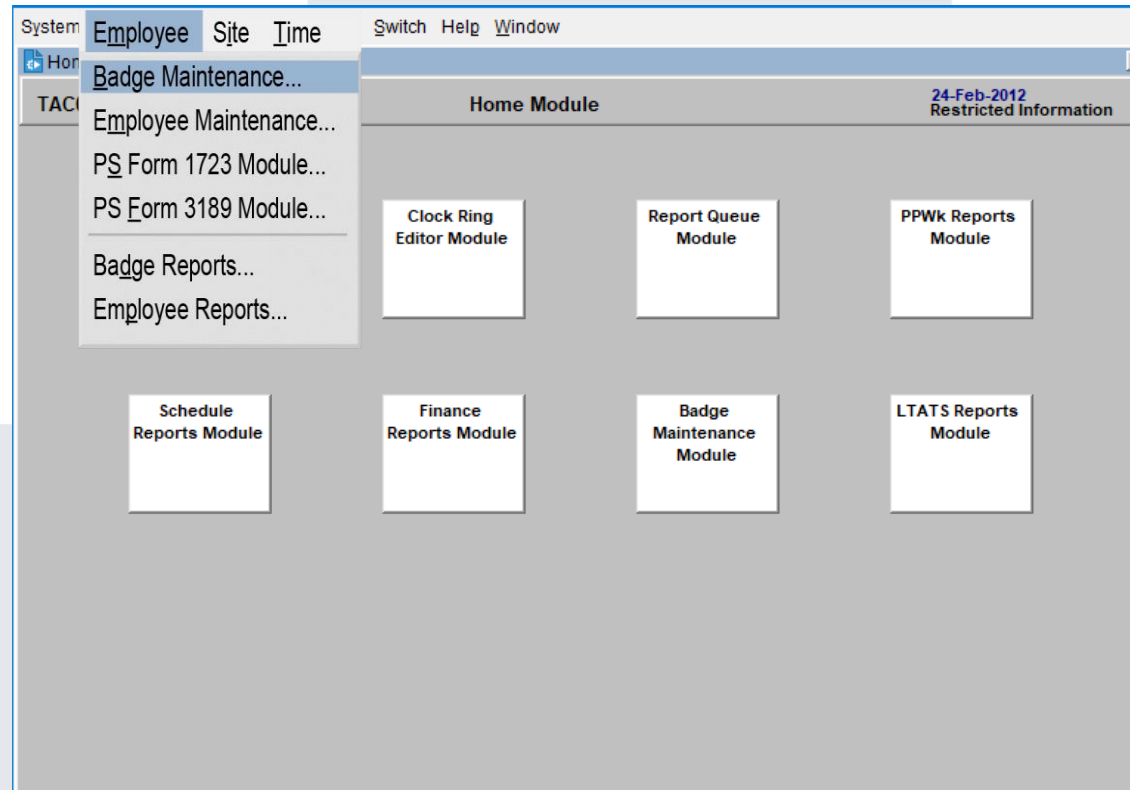 System Employee Site Time Switch Help Window
Badge Maintenance...
TAC Home Module 24-Feb-2012
Restricted Information
Employee Maintenance...
PS Form 1723 Module...
PS Form 3189 Module...
Badge Reports...
Employee Reports...
Clock Ring
Editor Module
Report Queue
Module
PPWk Reports
Module
Schedule
Reports Module
Finance
Reports Module
Badge
Maintenance
Module
LTATS Reports
Module